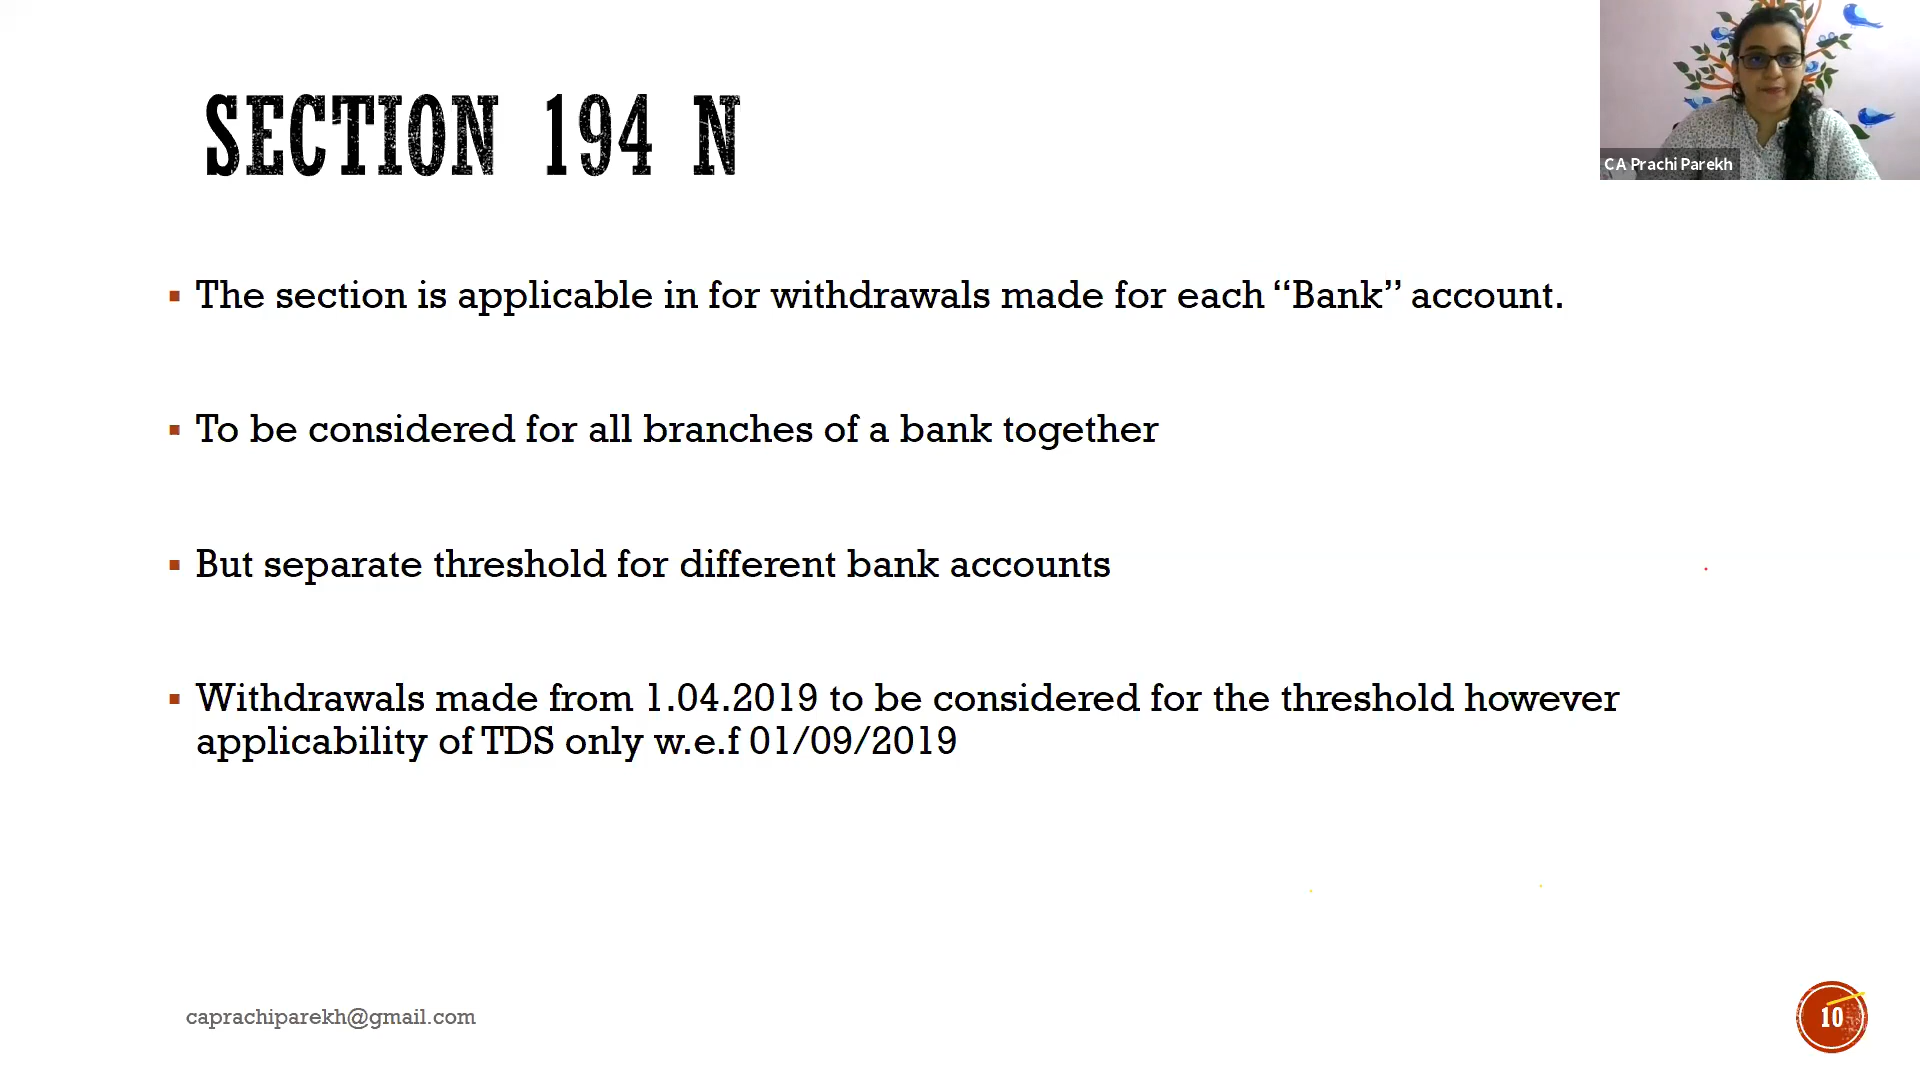 SECTION 194 N
CA Prachi Parekh
▪ The section is applicable in for withdrawals made for each “Bank” account.
▪ To be considered for all branches of a bank together
▪ But separate threshold for different bank accounts
▪ Withdrawals made from 1.04.2019 to be considered for the threshold however
applicability of TDS only w.e.f 01/09/2019
caprachiparekh@gmail.com
10